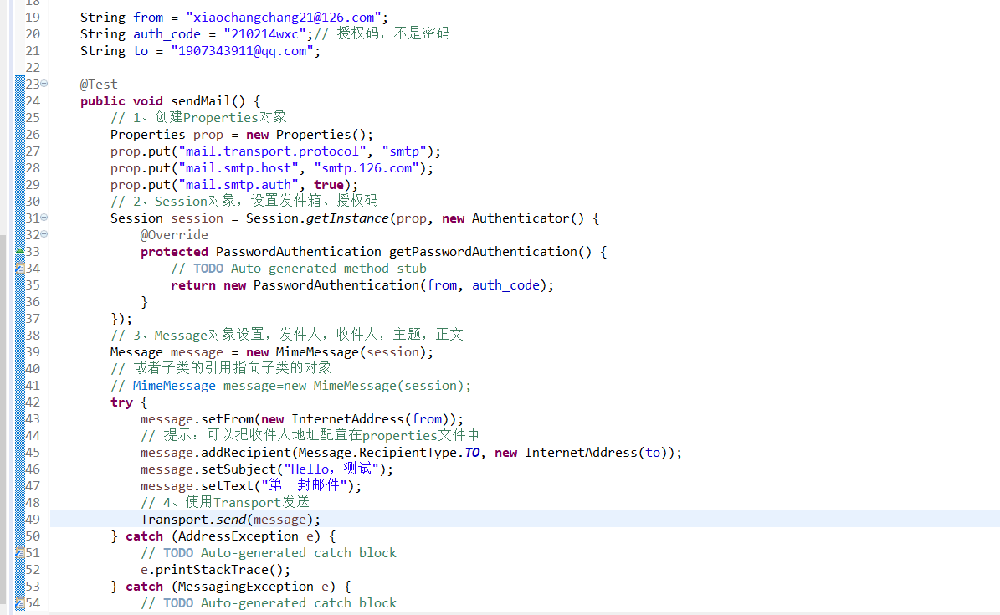 18
19 String from = "xiaochangchang21@126.com";
20 String auth_code = "210214wxc";// 授权码，不是密码
21 String to = "1907343911@qq.com";
22
23 @Test
24 public void sendMail() {
25 // 1、创建Properties对象
26 Properties prop = new Properties();
27 prop.put("mail.transport.protocol", "smtp");
28 prop.put("mail.smtp.host", "smtp.126.com");
29 prop.put("mail.smtp.auth", true);
30 // 2、Session对象，设置发件箱、授权码
31 Session session = Session.getInstance(prop, new Authenticator() {
32 @Override
33 protected PasswordAuthentication getPasswordAuthentication() {
34 // TODO Auto-generated method stub
35 return new PasswordAuthentication(from, auth_code);
36 }
37 });
38 // 3、Message对象设置，发件人，收件人，主题，正文
39 Message message = new MimeMessage(session);
40 // 或者子类的引用指向子类的对象
41 // MimeMessage message=new MimeMessage(session);
42 try {
43 message.setFrom(new InternetAddress(from));
44 // 提示：可以把收件人地址配置在properties文件中
45 message.addRecipient(Message.RecipientType.TO, new InternetAddress(to));
46 message.setSubject("Hello，测试");
47 message.setText("第一封邮件");
48 // 4、使用Transport发送
49 Transport.send(message);
50 } catch (AddressException e) {
51 // TODO Auto-generated catch block
52 e.printStackTrace();
53 } catch (MessagingException e) {
54 // TODO Auto-generated catch block